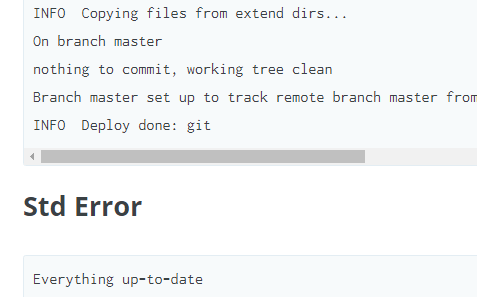 INFO  Copying files from extend dirs...
On branch master
nothing to commit, working tree clean
Branch master set up to track remote branch master from
INFO  Deploy done: git
Std Error
Everything up-to-date